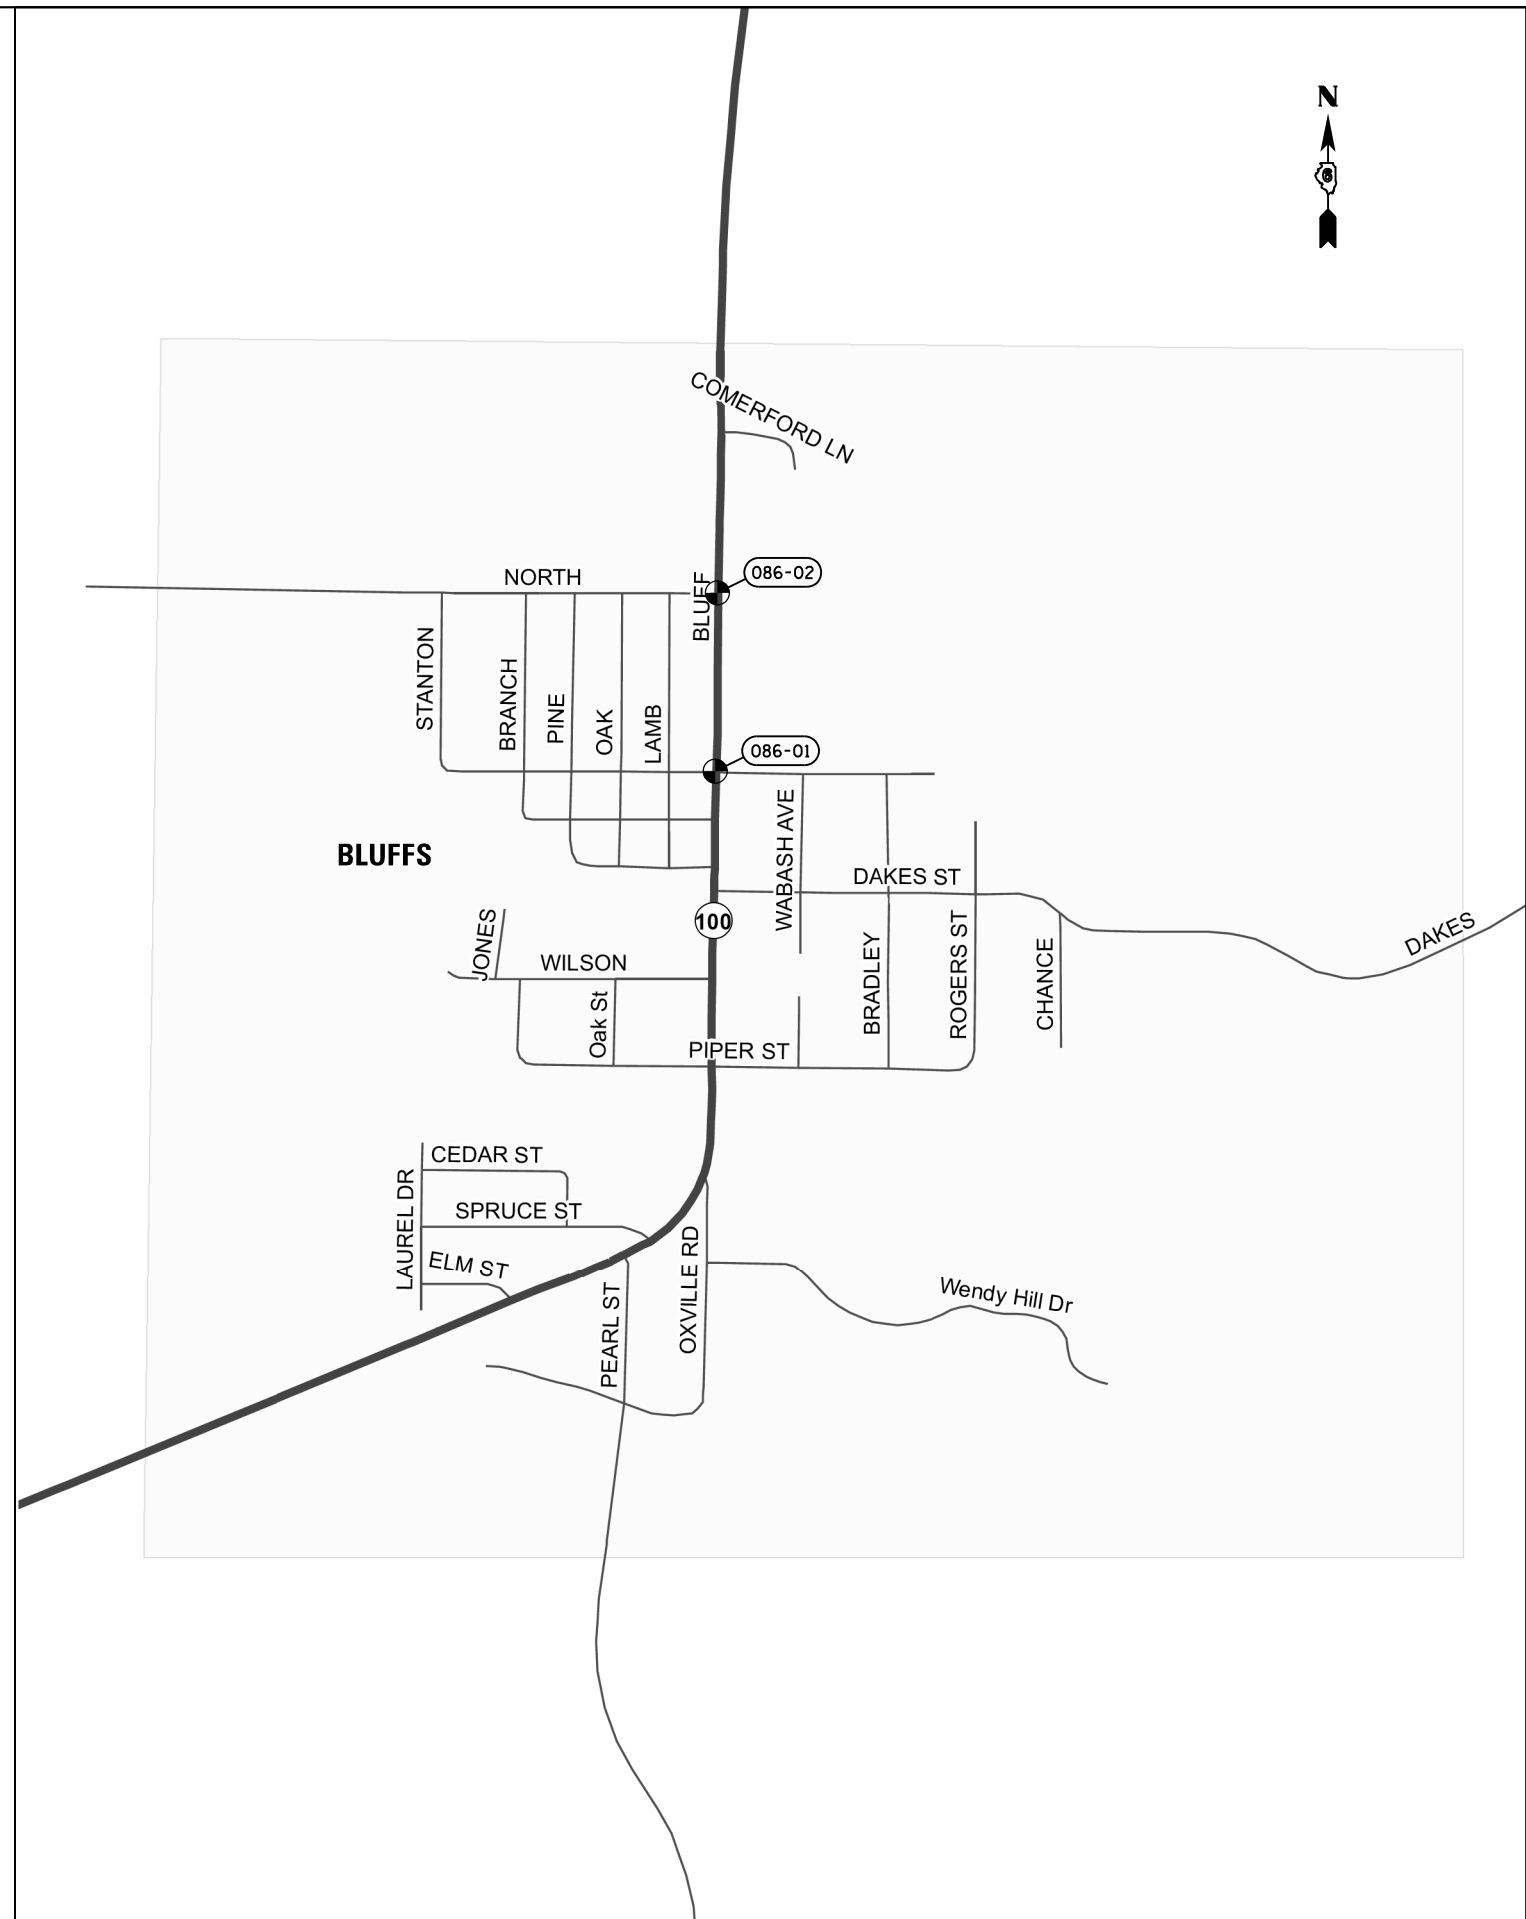 N
6
COMERFORD LN
086-02
NORTH
BLUFF
STANTON
BRANCH
PINE
OAK
LAMB
086-01
WABASH AVE
BLUFFS
DAKES ST
100
JONES
WILSON
BRADLEY
ROGERS ST
CHANCE
DAKES
Oak St
PIPER ST
CEDAR ST
LAUREL DR
SPRUCE ST
ELM ST
PEARL ST
OXVILLE RD
Wendy Hill Dr